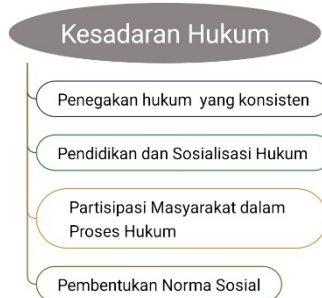 Kesadaran Hukum
Penegakan hukum yang konsisten
Pendidikan dan Sosialisasi Hukum
Partisipasi Masyarakat dalam
Proses Hukum
Pembentukan Norma Sosial